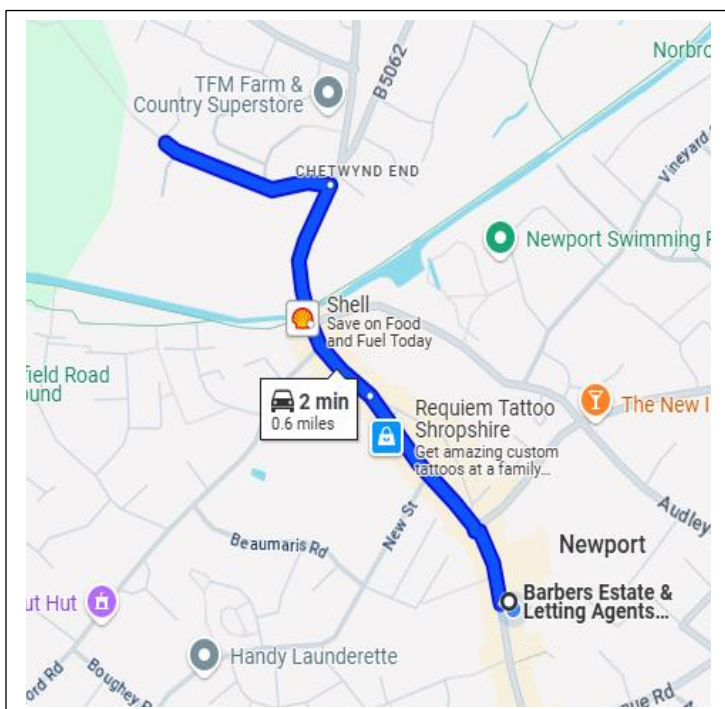 Norbro
TFM Farm &
Country Superstore
B5062
Vineyard
CHETWYND END
Newport Swimming P
Shell
Save on Food
and Fuel Today
field Road
ound
2 min
0.6 miles
Requiem Tattoo
Shropshire
Get amazing custom
tattoos at a family...
The New I
New St
Audley
Beaumaris Rd
Newport
Barbers Estate &
Letting Agents...
ut Hut
Handy Launderette
ord Rd
Boughey
ue Rd